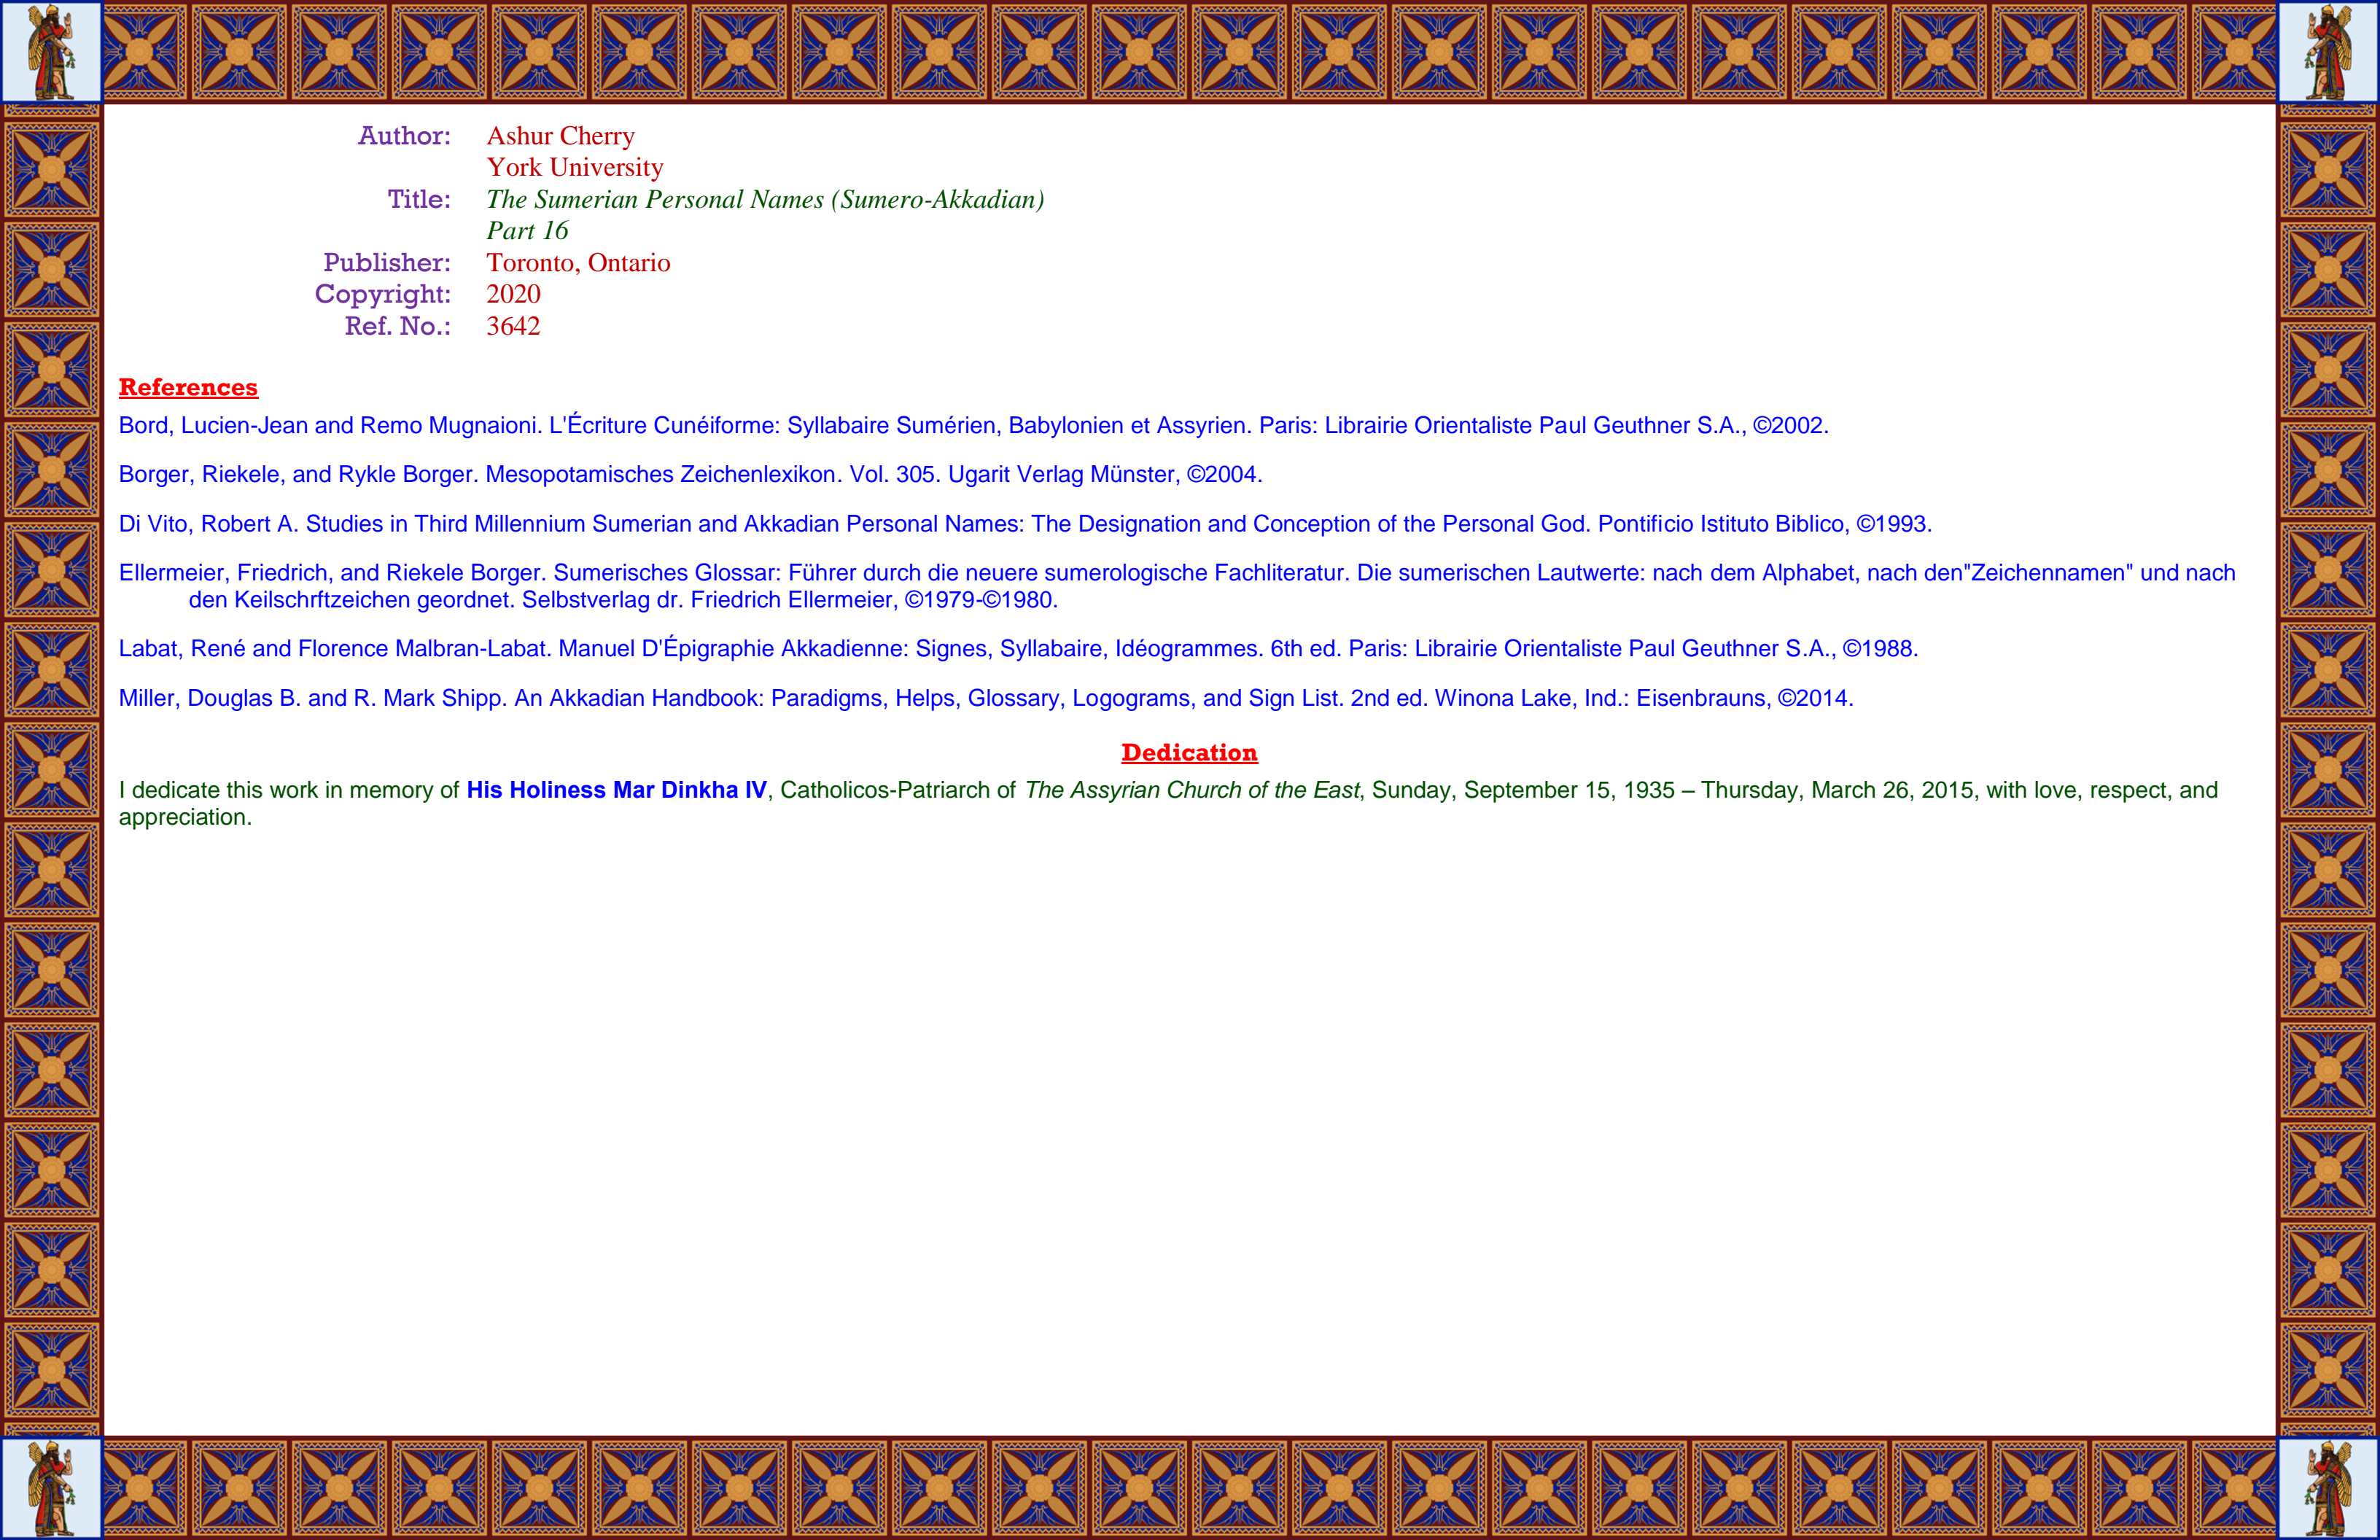 Author: Ashur Cherry
York University
Title: The Sumerian Personal Names (Sumero-Akkadian)
Part 16
Publisher: Toronto, Ontario
Copyright: 2020
Ref. No.: 3642
References
Bord, Lucien-Jean and Remo Mugnaioni. L'Écriture Cunéiforme: Syllabaire Sumérien, Babylonien et Assyrien. Paris: Librairie Orientaliste Paul Geuthner S.A., ©2002.
Borger, Riekele, and Rykle Borger. Mesopotamisches Zeichenlexikon. Vol. 305. Ugarit Verlag Münster, ©2004.
Di Vito, Robert A. Studies in Third Millennium Sumerian and Akkadian Personal Names: The Designation and Conception of the Personal God. Pontificio Istituto Biblico, ©1993.
Ellermeier, Friedrich, and Riekele Borger. Sumerisches Glossar: Führer durch die neuere sumerologische Fachliteratur. Die sumerischen Lautwerte: nach dem Alphabet, nach den"Zeichennamen" und nach
den Keilschrftzeichen geordnet. Selbstverlag dr. Friedrich Ellermeier, ©1979-©1980.
Labat, René and Florence Malbran-Labat. Manuel D'Épigraphie Akkadienne: Signes, Syllabaire, Idéogrammes. 6th ed. Paris: Librairie Orientaliste Paul Geuthner S.A., ©1988.
Miller, Douglas B. and R. Mark Shipp. An Akkadian Handbook: Paradigms, Helps, Glossary, Logograms, and Sign List. 2nd ed. Winona Lake, Ind.: Eisenbrauns, ©2014.
Dedication
I dedicate this work in memory of His Holiness Mar Dinkha IV, Catholicos-Patriarch of The Assyrian Church of the East, Sunday, September 15, 1935 – Thursday, March 26, 2015, with love, respect, and
appreciation.